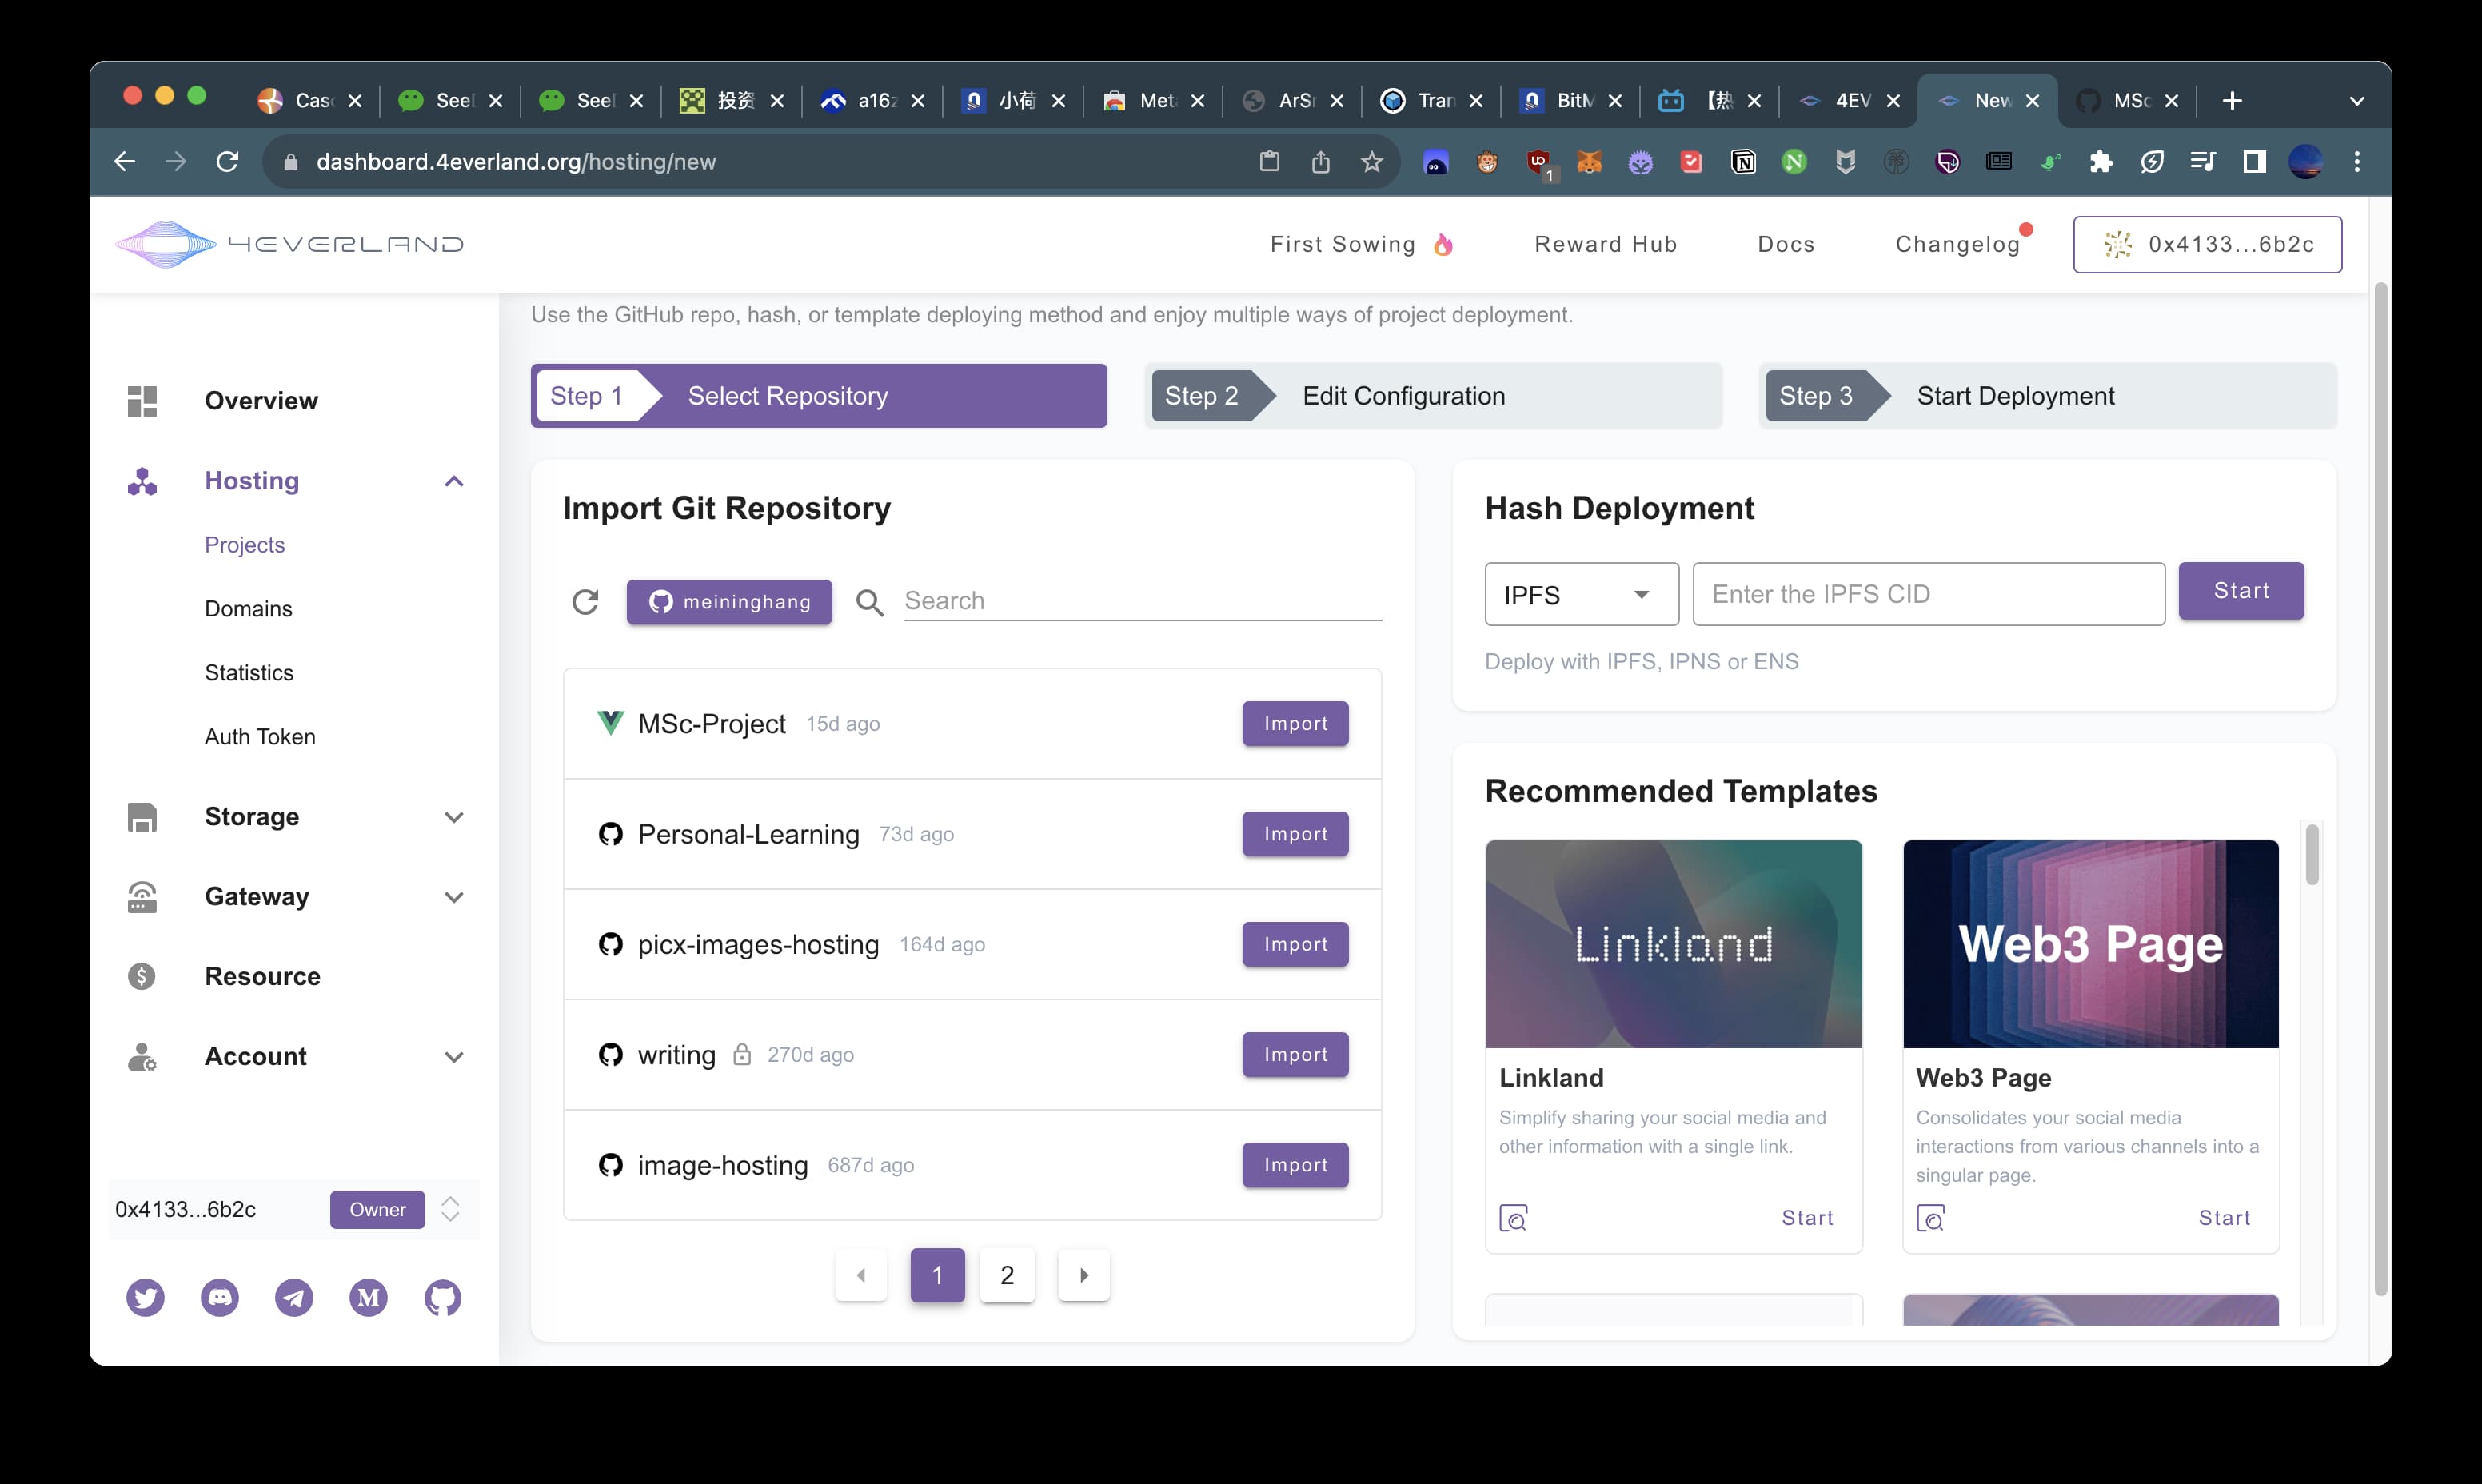 Cas
See
See
投资
a16z
小荷
Met
ArS
Tran
BitM
【热
4EV
New
MSc
dashboard.4everland.org/hosting/new
1
4EVERLAND
First Sowing
Reward Hub
Docs
Changelog
0x4133...6b2c
Use the GitHub repo, hash, or template deploying method and enjoy multiple ways of project deployment.
Step 1 Select Repository
Step 2 Edit Configuration
Step 3 Start Deployment
Overview
Hosting
Projects
Domains
Statistics
Auth Token
Storage
Gateway
Resource
Account
0x4133...6b2c Owner
Import Git Repository
meininghang
Search
MSc-Project 15d ago Import
Personal-Learning 73d ago Import
picx-images-hosting 164d ago Import
writing 270d ago Import
image-hosting 687d ago Import
1 2
Hash Deployment
IPFS
Enter the IPFS CID
Start
Deploy with IPFS, IPNS or ENS
Recommended Templates
Linkland
Linkland
Simplify sharing your social media and
other information with a single link.
Start
Web3 Page
Web3 Page
Consolidates your social media
interactions from various channels into a
singular page.
Start